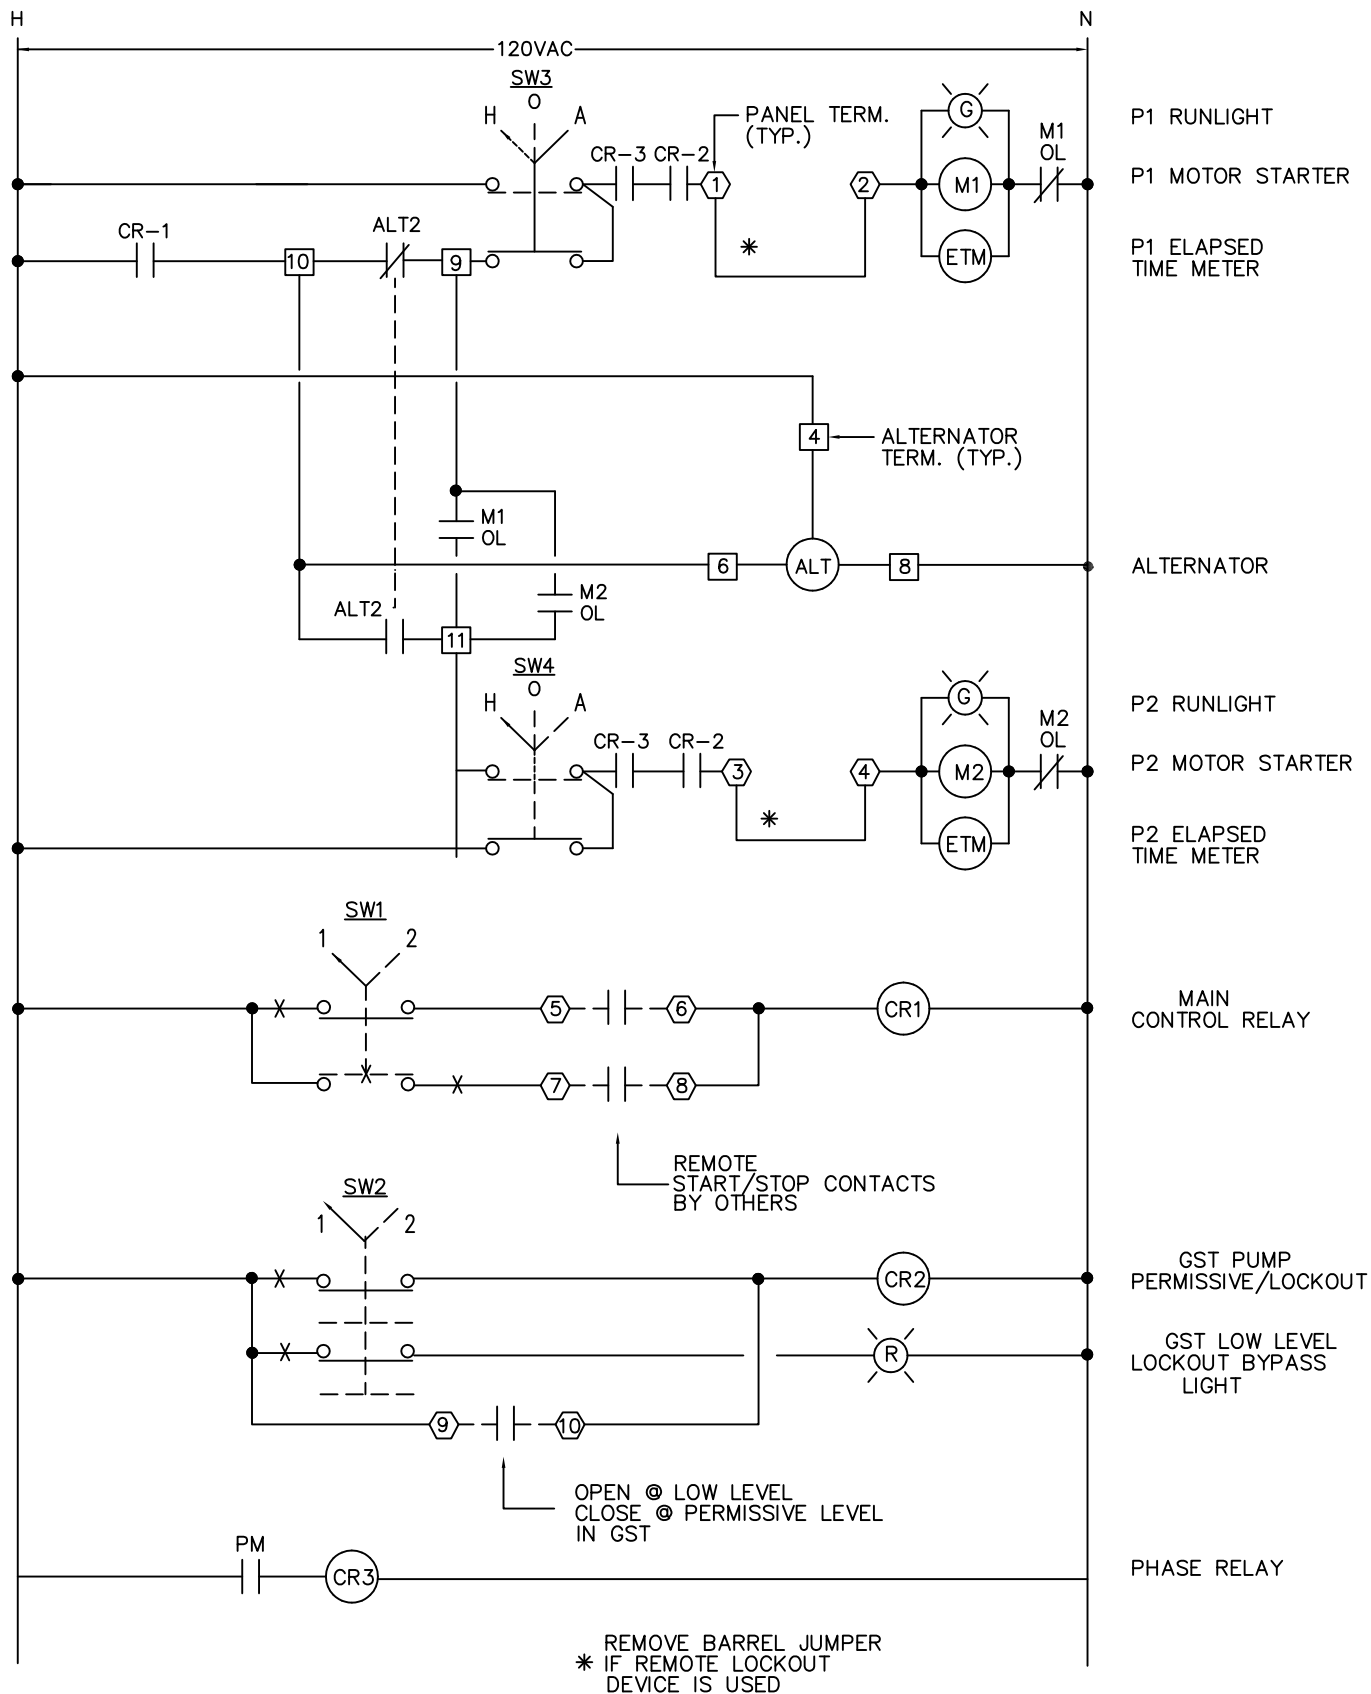 H
N
120VAC
SW3
O
H
A
PANEL TERM.
(TYP.)
G
M1
OL
P1 RUNLIGHT
CR-3
CR-2
1
2
M1
P1 MOTOR STARTER
CR-1
ALT2
10
9
*
ETM
P1 ELAPSED
TIME METER
4
ALTERNATOR
TERM. (TYP.)
M1
OL
6
ALT
8
ALTERNATOR
M2
OL
ALT2
11
SW4
O
H
A
G
M2
OL
P2 RUNLIGHT
CR-3
CR-2
3
4
M2
P2 MOTOR STARTER
*
ETM
P2 ELAPSED
TIME METER
SW1
1
2
5
6
CR1
MAIN
CONTROL RELAY
7
8
REMOTE
START/STOP CONTACTS
BY OTHERS
SW2
1
2
CR2
GST PUMP
PERMISSIVE/LOCKOUT
R
GST LOW LEVEL
LOCKOUT BYPASS
LIGHT
9
10
OPEN @ LOW LEVEL
CLOSE @ PERMISSIVE LEVEL
IN GST
PM
CR3
PHASE RELAY
REMOVE BARREL JUMPER
* IF REMOTE LOCKOUT
DEVICE IS USED